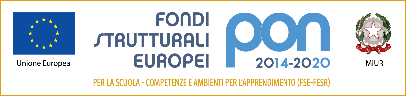 FONDI
STRUTTURALI
EUROPEI
pon
2014-2020
Unione Europea
MIUR
PER LA SCUOLA - COMPETENZE E AMBIENTI PER L'APPRENDIMENTO (FSE-FESR)